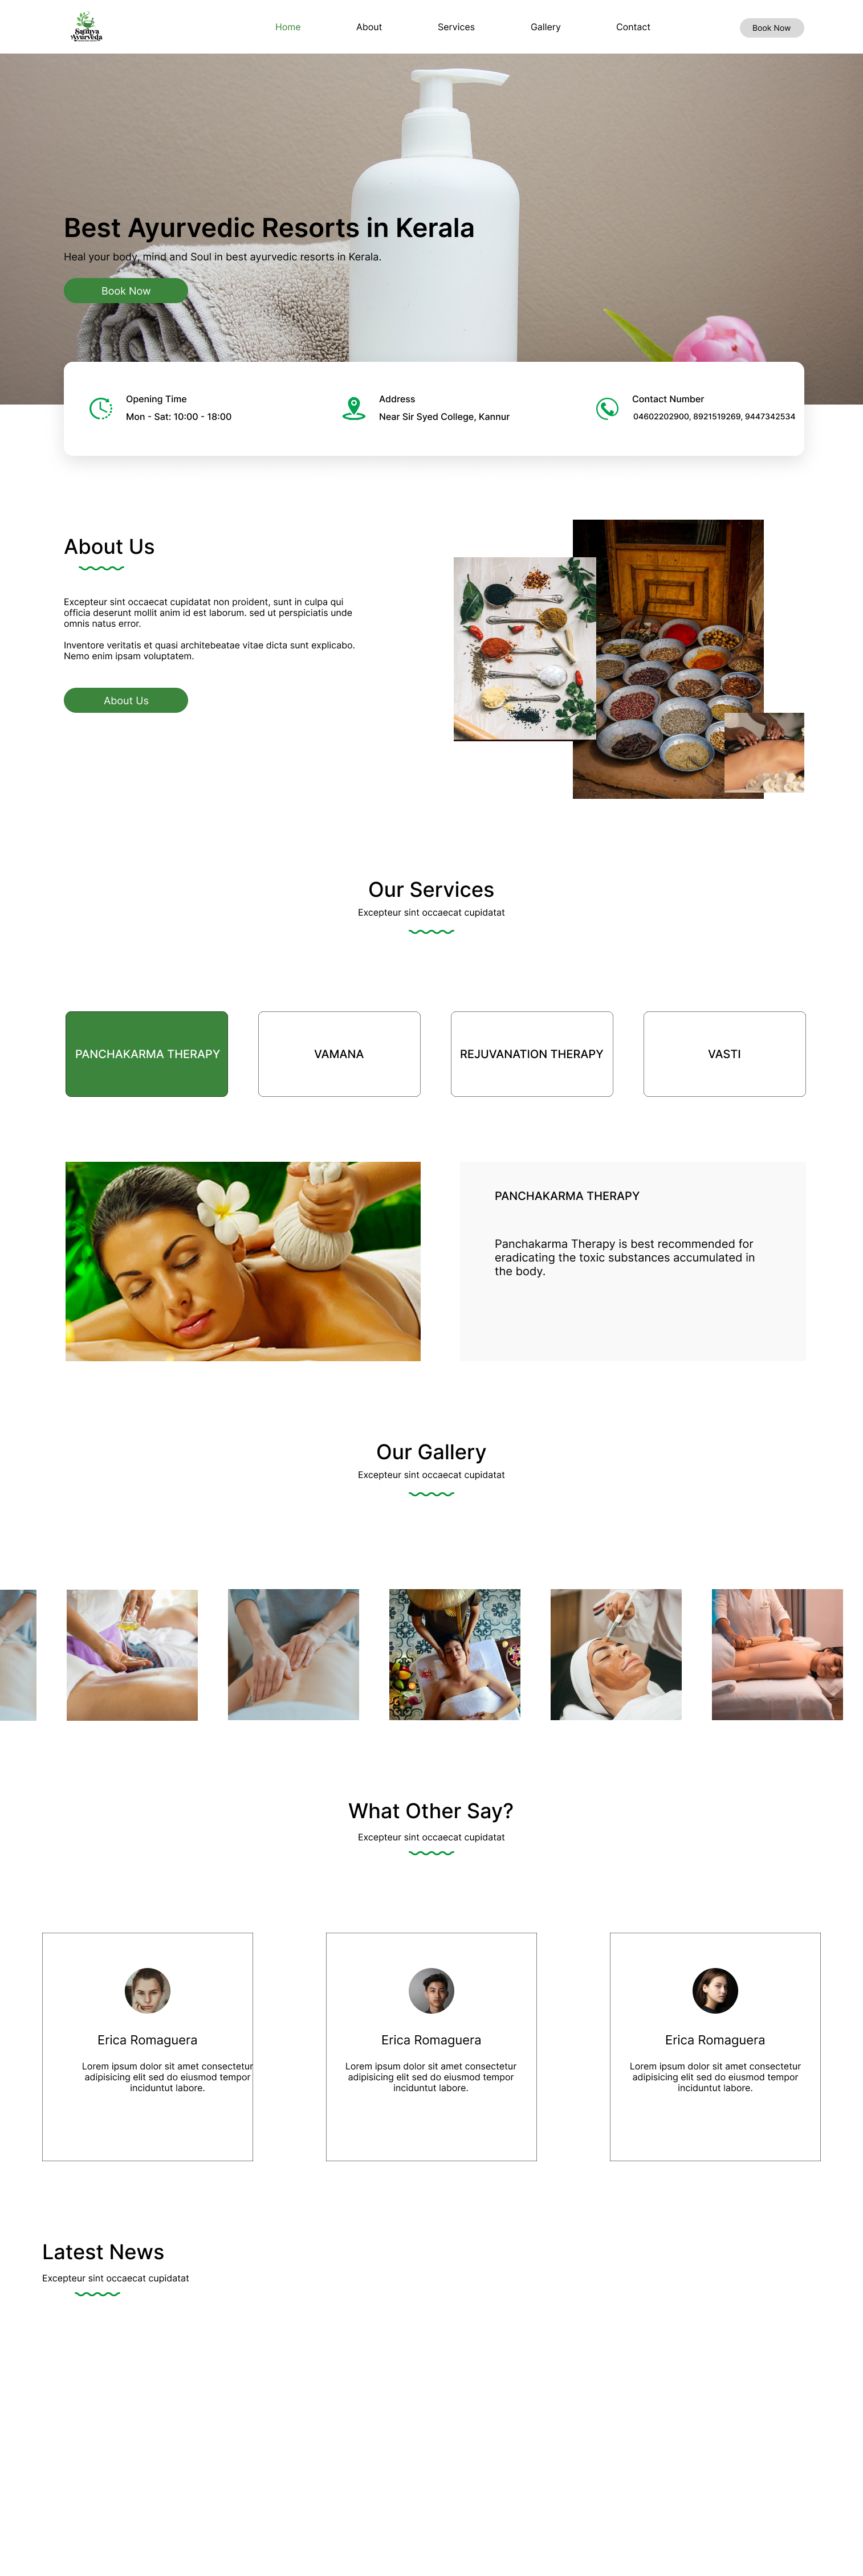 Santhya
Ayurveda
Home
About
Services
Gallery
Contact
Book Now
Best Ayurvedic Resorts in Kerala
Heal your body, mind and Soul in best ayurvedic resorts in Kerala.
Book Now
Opening Time
Mon - Sat: 10:00 - 18:00
Address
Near Sir Syed College, Kannur
Contact Number
04602202900, 8921519269, 9447342534
About Us
Excepteur sint occaecat cupidatat non proident, sunt in culpa qui
officia deserunt mollit anim id est laborum. sed ut perspiciatis unde
omnis natus error.
Inventore veritatis et quasi architebeatae vitae dicta sunt explicabo.
Nemo enim ipsam voluptatem.
About Us
Our Services
Excepteur sint occaecat cupidatat
PANCHAKARMA THERAPY
VAMANA
REJUVANATION THERAPY
VASTI
PANCHAKARMA THERAPY
Panchakarma Therapy is best recommended for
eradicating the toxic substances accumulated in
the body.
Our Gallery
Excepteur sint occaecat cupidatat
What Other Say?
Excepteur sint occaecat cupidatat
Erica Romaguera
Lorem ipsum dolor sit amet consectetur
adipisicing elit sed do eiusmod tempor
inciduntut labore.
Erica Romaguera
Lorem ipsum dolor sit amet consectetur
adipisicing elit sed do eiusmod tempor
inciduntut labore.
Erica Romaguera
Lorem ipsum dolor sit amet consectetur
adipisicing elit sed do eiusmod tempor
inciduntut labore.
Latest News
Excepteur sint occaecat cupidatat